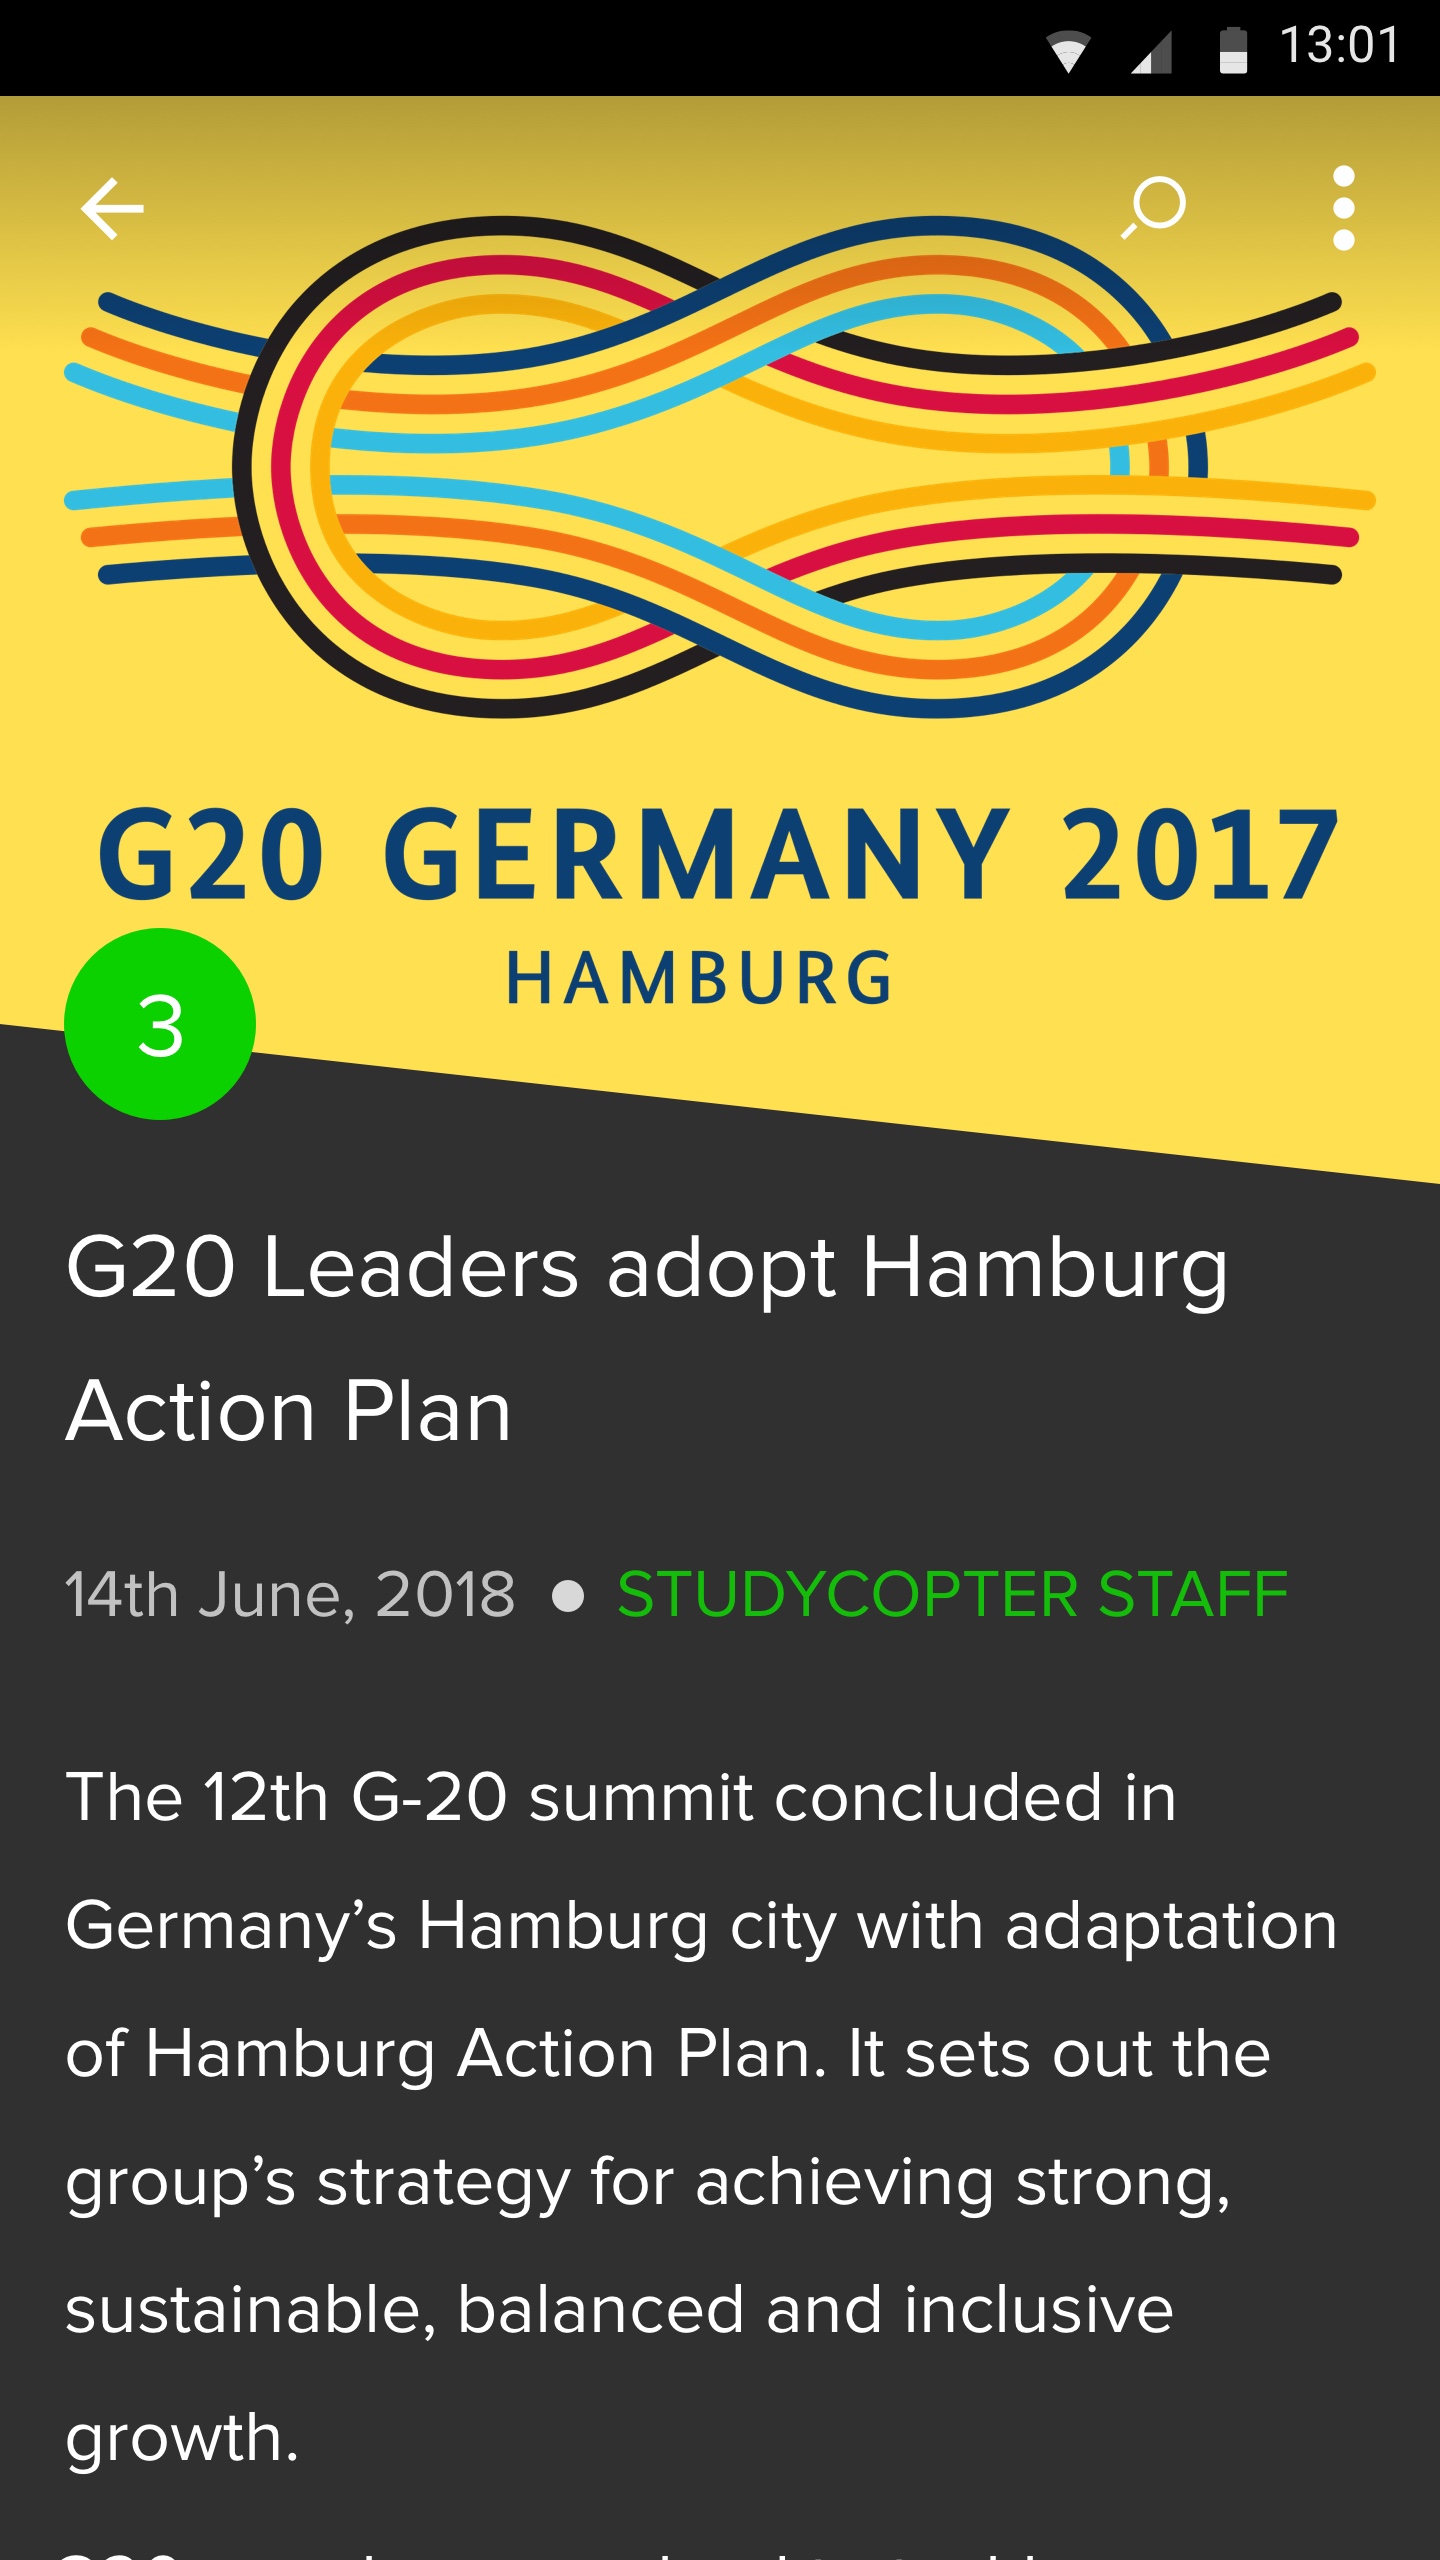 13:01
G20 GERMANY 2017
HAMBURG
3
G20 Leaders adopt Hamburg
Action Plan
14th June, 2018 ● STUDYCOPTER STAFF
The 12th G-20 summit concluded in
Germany’s Hamburg city with adaptation
of Hamburg Action Plan. It sets out the
group’s strategy for achieving strong,
sustainable, balanced and inclusive
growth.